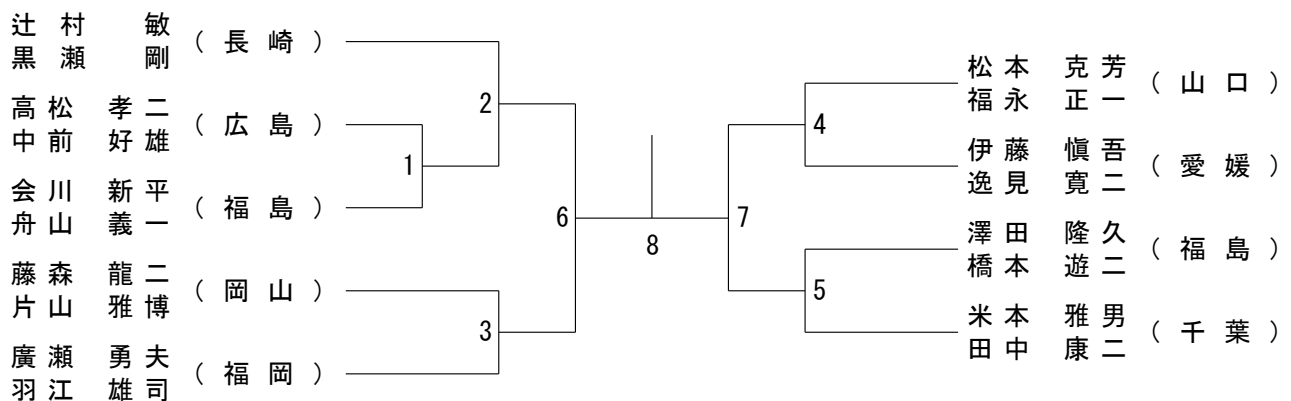 辻村 敏
黒瀬 剛
(長崎)
高松 孝二
中前 好雄
(広島)
会川 新平
舟山 義一
(福島)
藤森 龍二
片山 雅博
(岡山)
廣瀬 勇夫
羽江 雄司
(福岡)
1
2
3
6
8
7
4
5
松本 克芳
福永 正一
(山口)
伊藤 愼吾
逸見 寛二
(愛媛)
澤田 隆久
橋本 遊二
(福島)
米本 雅男
田中 康二
(千葉)